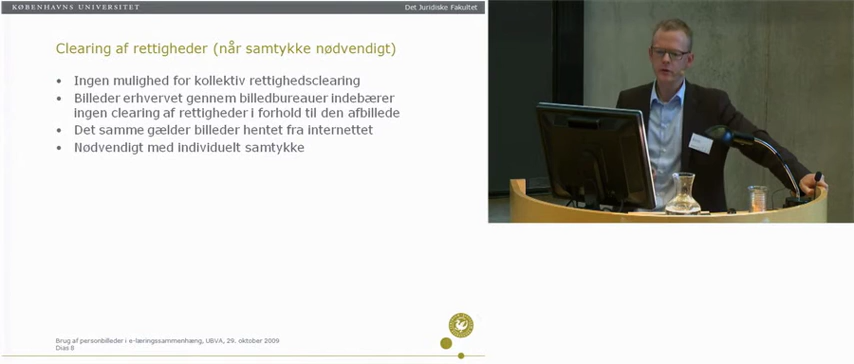 KØBENHAVNS UNIVERSITET
Det Juridiske Fakultet
Clearing af rettigheder (når samtykke nødvendigt)
• Ingen mulighed for kollektiv rettighedsclearing
• Billeder erhvervet gennem billedbureauer indebærer
ingen clearing af rettigheder i forhold til den afbillede
• Det samme gælder billeder hentet fra internettet
• Nødvendigt med individuelt samtykke
Brug af personbilleder i e-læringssammenhæng, UBVA, 29. oktober 2009
Dias 8